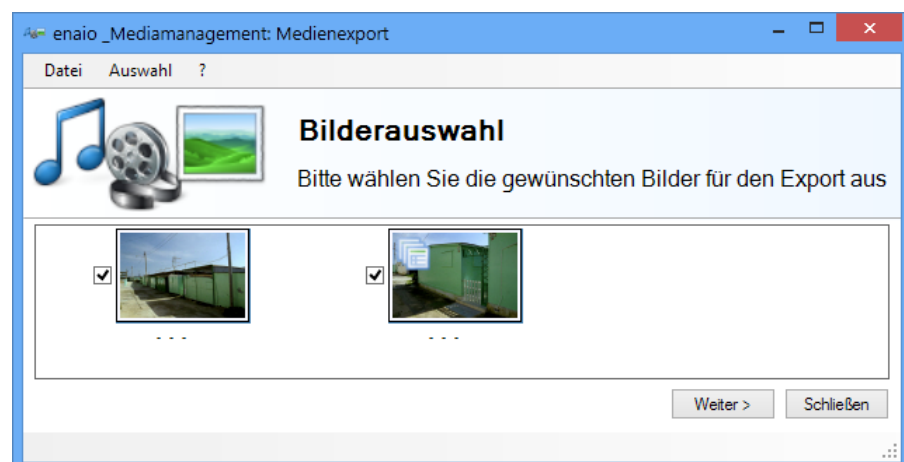 enaio _Mediamanagement: Medienexport
Datei Auswahl ?
Bilderauswahl
Bitte wählen Sie die gewünschten Bilder für den Export aus
- - -
- - -
Weiter > Schließen